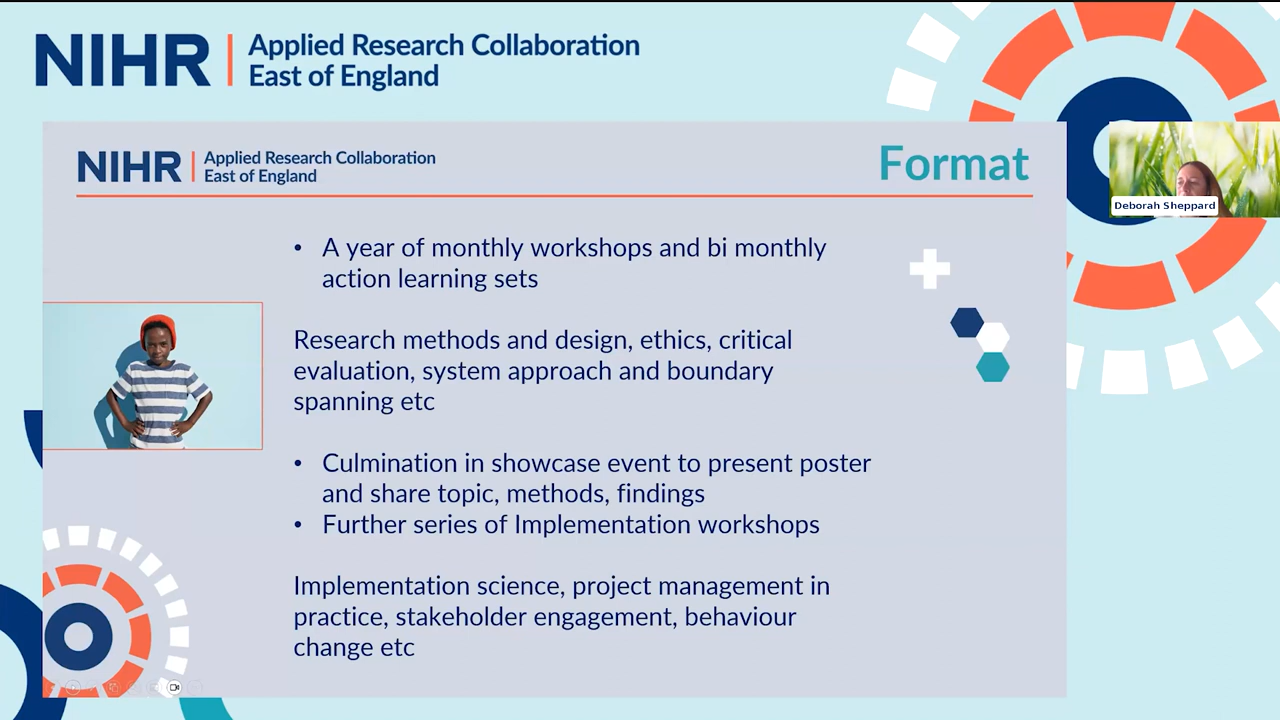 NIHR | Applied Research Collaboration
East of England
NIHR | Applied Research Collaboration
East of England
Format
Deborah Sheppard
• A year of monthly workshops and bi monthly
action learning sets
Research methods and design, ethics, critical
evaluation, system approach and boundary
spanning etc
• Culmination in showcase event to present poster
and share topic, methods, findings
• Further series of Implementation workshops
Implementation science, project management in
practice, stakeholder engagement, behaviour
change etc